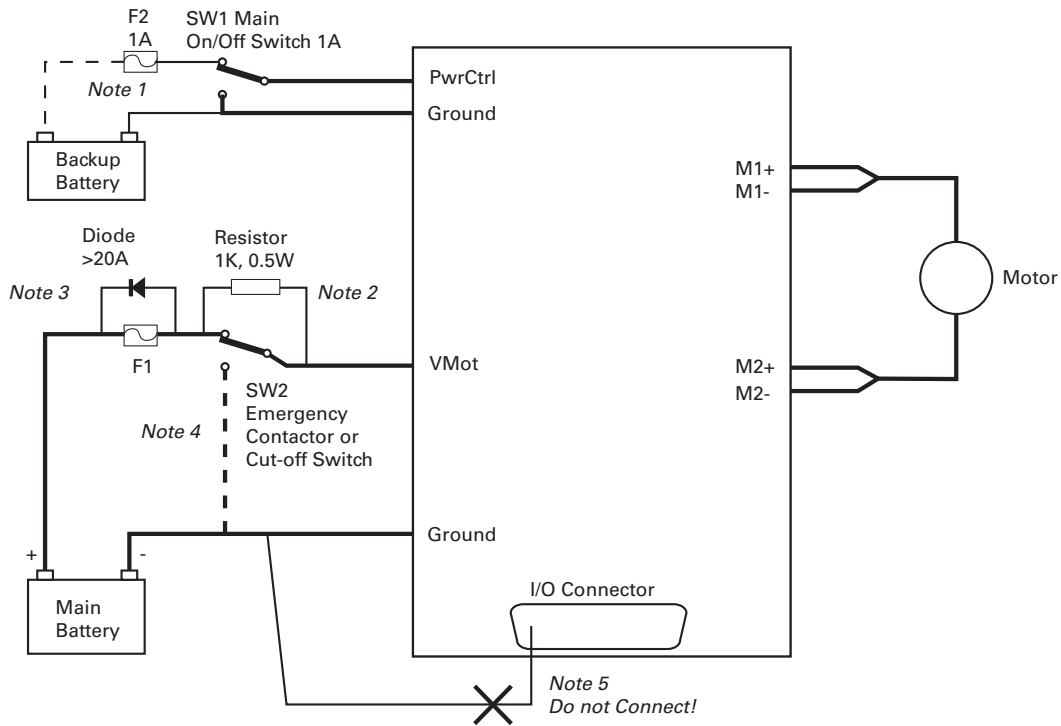 F2
1A
SW1 Main
On/Off Switch 1A
Note 1
PwrCtrl
Ground
Backup
Battery
M1+
M1-
Diode
>20A
Resistor
1K, 0.5W
Note 3
Note 2
Motor
F1
VMot
M2+
M2-
SW2
Emergency
Contactor or
Cut-off Switch
Note 4
Ground
+
-
Main
Battery
I/O Connector
Note 5
Do not Connect!